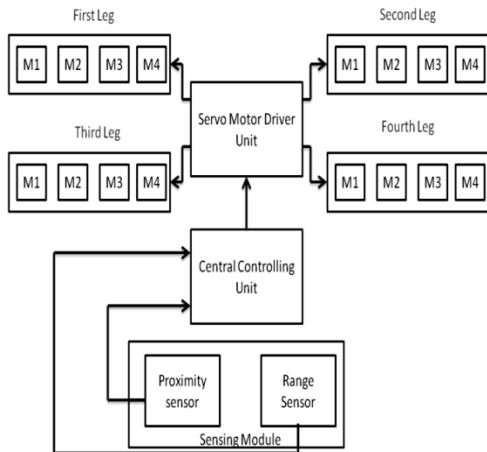 First Leg
Second Leg
M1 M2 M3 M4
M1 M2 M3 M4
Servo Motor Driver
Unit
Third Leg
Fourth Leg
M1 M2 M3 M4
M1 M2 M3 M4
Central Controlling
Unit
Proximity
sensor
Range
Sensor
Sensing Module